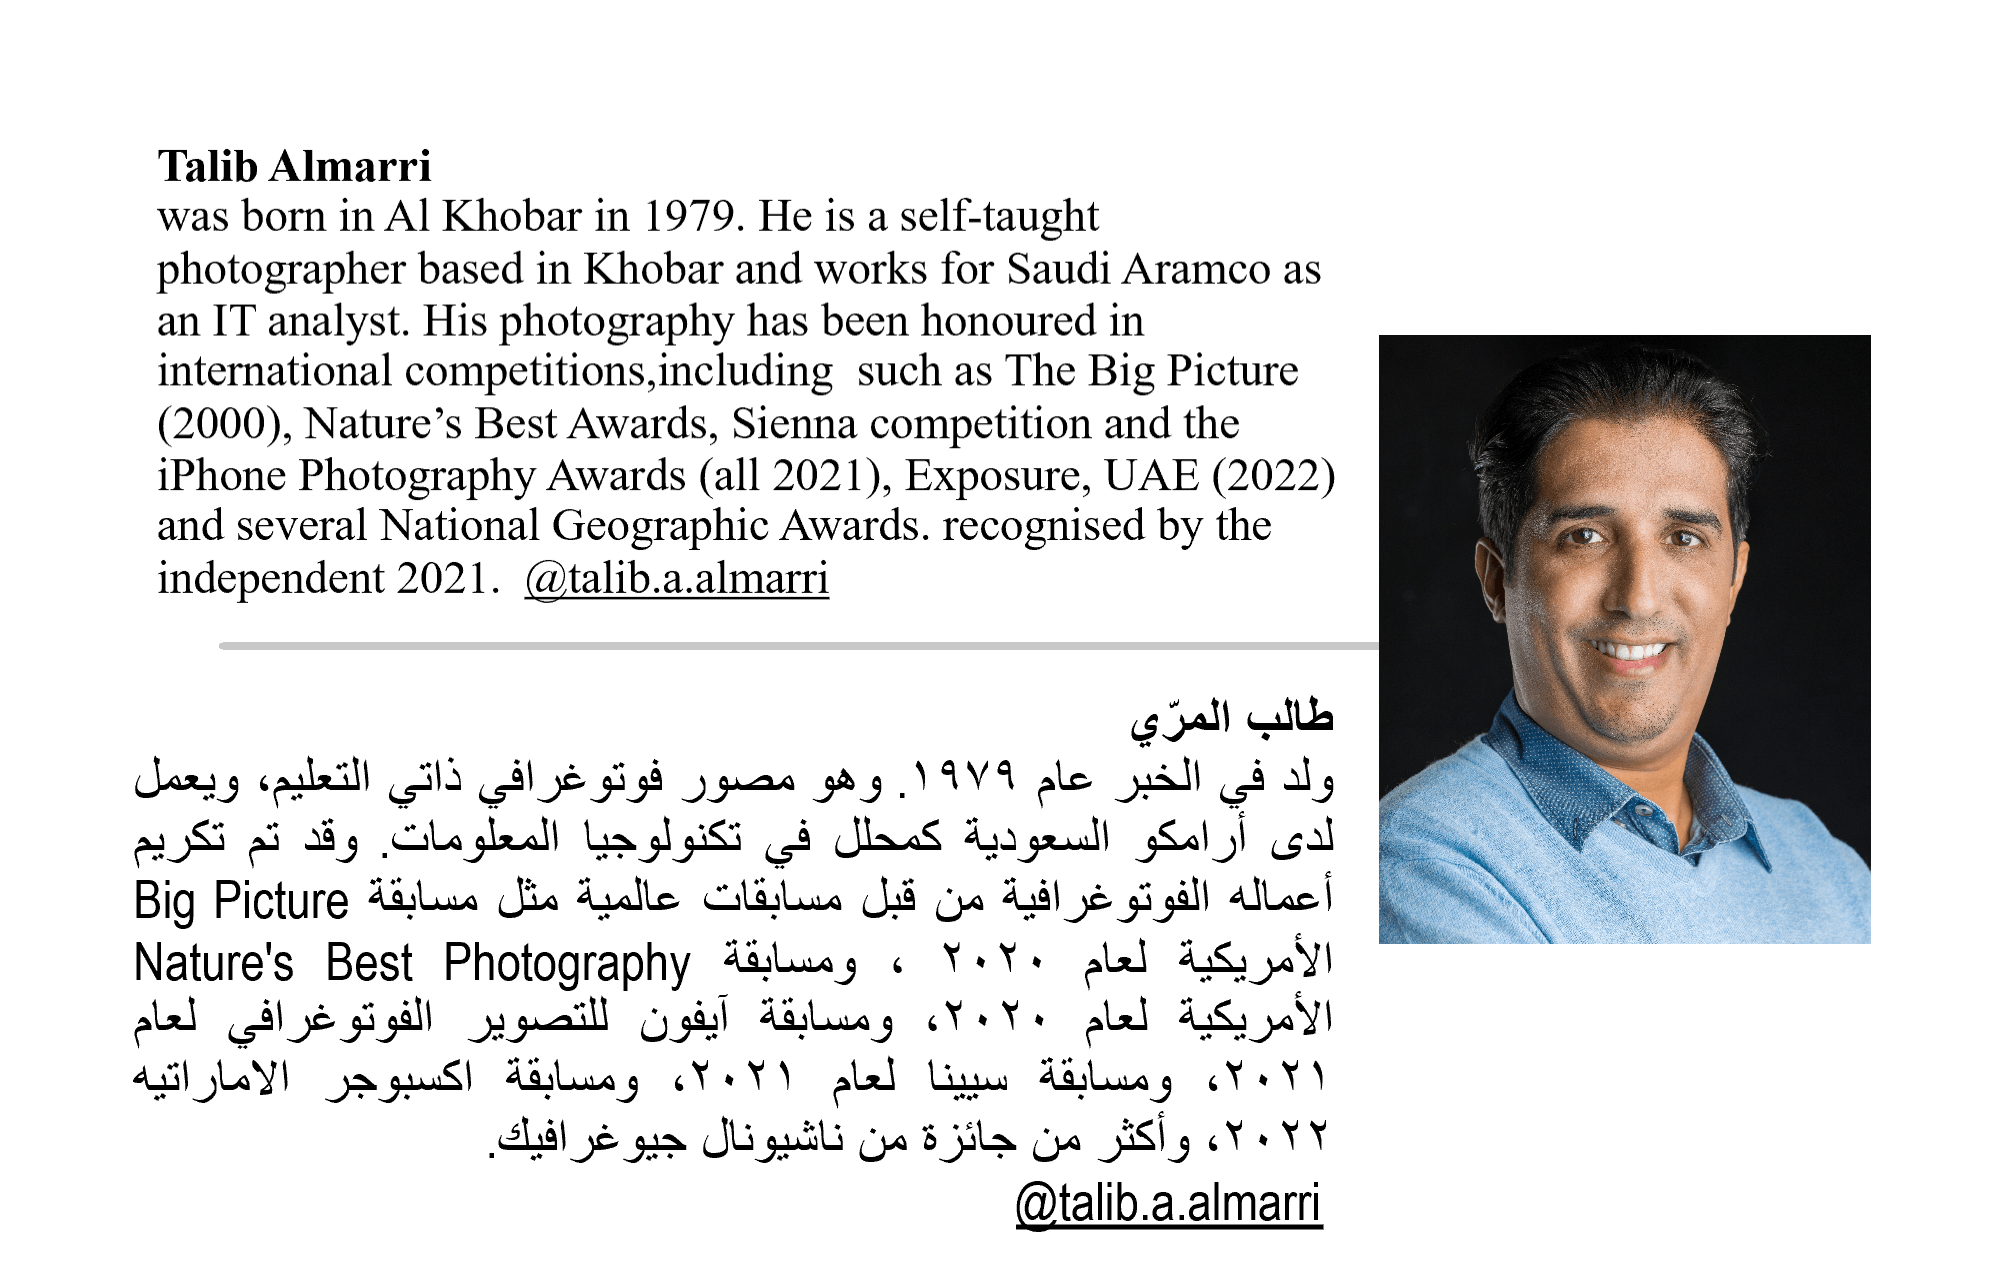 Talib Almarri
was born in Al Khobar in 1979. He is a self-taught
photographer based in Khobar and works for Saudi Aramco as
an IT analyst. His photography has been honoured in
international competitions,including  such as The Big Picture
(2000), Nature’s Best Awards, Sienna competition and the
iPhone Photography Awards (all 2021), Exposure, UAE (2022)
and several National Geographic Awards. recognised by the
independent 2021.  @talib.a.almarri
طالب المرّي
ولد في الخبر عام ١٩٧٩. وهو مصور فوتوغرافي ذاتي التعليم، ويعمل
لدى أرامكو السعودية كمحلل في تكنولوجيا المعلومات. وقد تم تكريم
أعماله الفوتوغرافية من قبل مسابقات عالمية مثل مسابقة Big Picture
الأمريكية لعام ٢٠٢٠ ، ومسابقة Nature's Best Photography
الأمريكية لعام ٢٠٢٠، ومسابقة آيفون للتصوير الفوتوغرافي لعام
٢٠٢١، ومسابقة سيينا لعام ٢٠٢١، ومسابقة اكسبوجر الاماراتيه
٢٠٢٢، وأكثر من جائزة من ناشيونال جيوغرافيك.
@talib.a.almarri